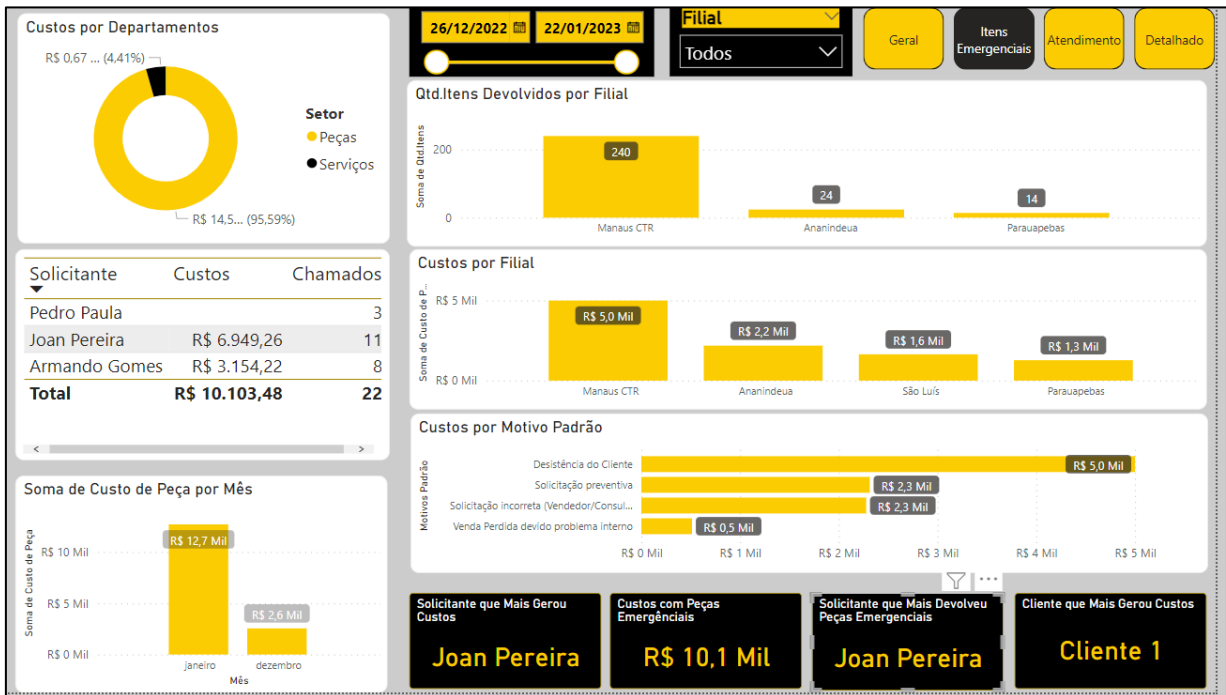 Custos por Departamentos
R$ 0,67 ... (4,41%)
Setor
Peças
Serviços
R$ 14,5... (95,59%)
26/12/2022 22/01/2023
Filial
Todos
Geral
Itens
Emergenciais
Atendimento
Detalhado
Qtd.Itens Devolvidos por Filial
Soma de Qtd.Itens
200
0
240
24
14
Manaus CTR
Ananindeua
Parauapebas
Solicitante Custos Chamados
Pedro Paula 3
Joan Pereira R$ 6.949,26 11
Armando Gomes R$ 3.154,22 8
Total R$ 10.103,48 22
Custos por Filial
Soma de Custo de P...
R$ 5 Mil
R$ 0 Mil
R$ 5,0 Mil
R$ 2,2 Mil
R$ 1,6 Mil
R$ 1,3 Mil
Manaus CTR
Ananindeua
São Luís
Parauapebas
Custos por Motivo Padrão
Motivos Padrão
Desistência do Cliente R$ 5,0 Mil
Solicitação preventiva R$ 2,3 Mil
Solicitação incorreta (Vendedor/Consul... R$ 2,3 Mil
Venda Perdida devido problema interno R$ 0,5 Mil
R$ 0 Mil R$ 1 Mil R$ 2 Mil R$ 3 Mil R$ 4 Mil R$ 5 Mil
Soma de Custo de Peça por Mês
Soma de Custo de Peça
R$ 10 Mil
R$ 5 Mil
R$ 0 Mil
R$ 12,7 Mil
R$ 2,6 Mil
janeiro
dezembro
Mês
Solicitante que Mais Gerou
Custos
Joan Pereira
Custos com Peças
Emergênciais
R$ 10,1 Mil
Solicitante que Mais Devolveu
Peças Emergenciais
Joan Pereira
Cliente que Mais Gerou Custos
Cliente 1